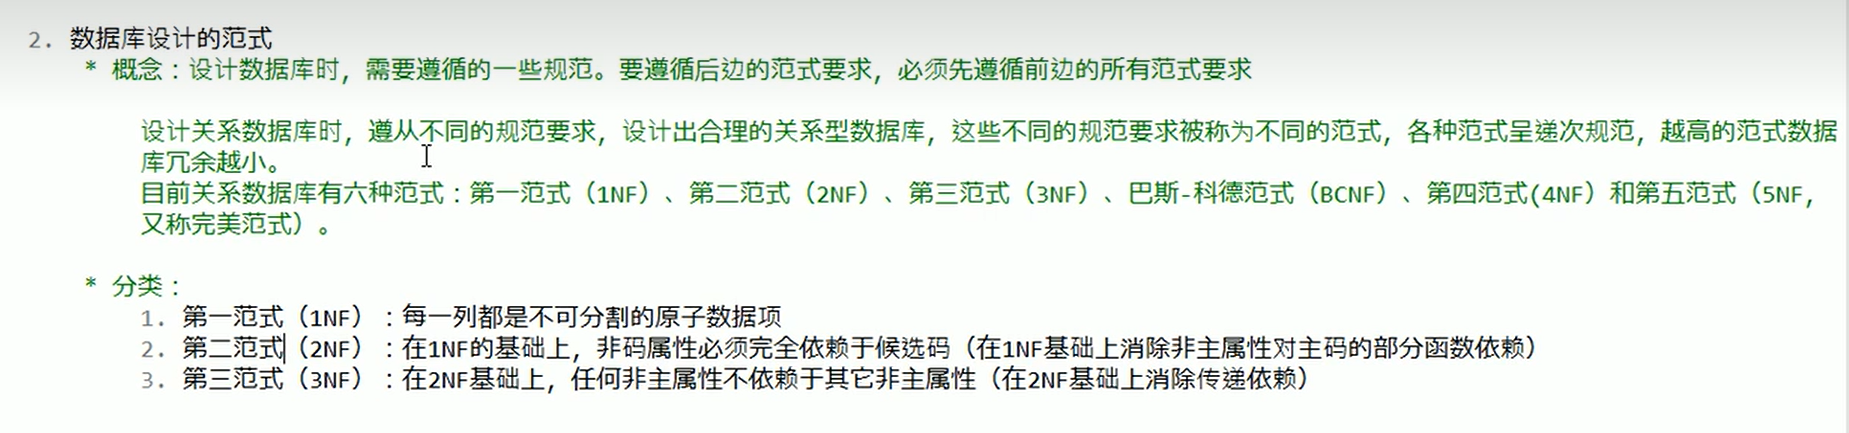 2. 数据库设计的范式
* 概念：设计数据库时，需要遵循的一些规范。要遵循后边的范式要求，必须先遵循前边的所有范式要求
设计关系数据库时，遵从不同的规范要求，设计出合理的关系型数据库，这些不同的规范要求被称为不同的范式，各种范式呈递次规范，越高的范式数据
库冗余越小。
目前关系数据库有六种范式：第一范式（1NF）、第二范式（2NF）、第三范式（3NF）、巴斯-科德范式（BCNF）、第四范式(4NF）和第五范式（5NF，
又称完美范式）。
* 分类：
1. 第一范式（1NF）：每一列都是不可分割的原子数据项
2. 第二范式（2NF）：在1NF的基础上，非码属性必须完全依赖于候选码（在1NF基础上消除非主属性对主码的部分函数依赖）
3. 第三范式（3NF）：在2NF基础上，任何非主属性不依赖于其它非主属性（在2NF基础上消除传递依赖）